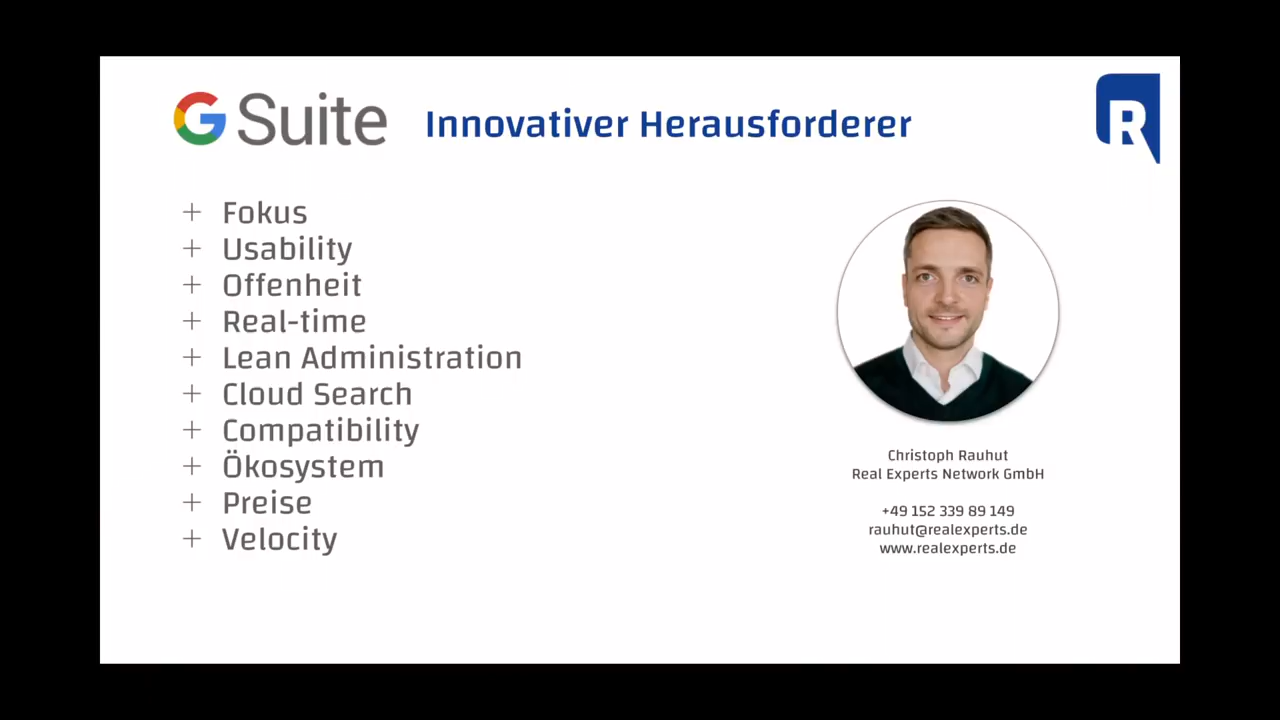 G Suite Innovativer Herausforderer
R
+ Fokus
+ Usability
+ Offenheit
+ Real-time
+ Lean Administration
+ Cloud Search
+ Compatibility
+ Ökosystem
+ Preise
+ Velocity
Christoph Rauhut
Real Experts Network GmbH
+49 152 339 89 149
rauhut@realexperts.de
www.realexperts.de